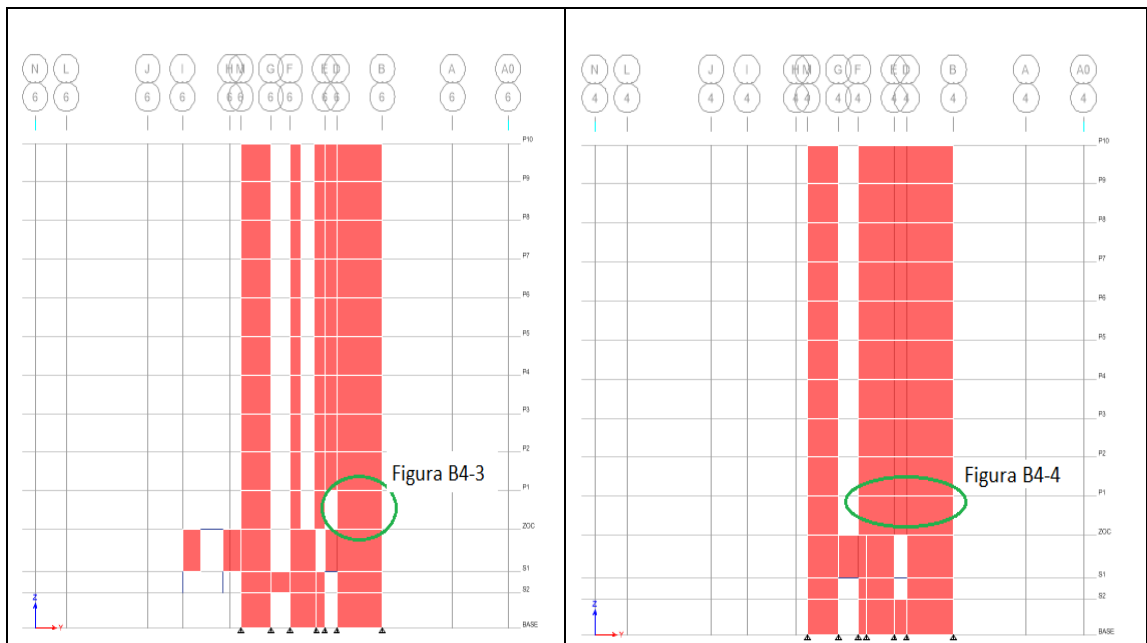 N L J I H M G F E D B A A0
6 6 6 6 6 6 6 6 6 6 6 6 6
P10
P9
P8
P7
P6
P5
P4
P3
P2
Figura B4-3
P1
ZOC
S1
S2
Z
Y
BASE
N L J I H M G F E D B A A0
4 4 4 4 4 4 4 4 4 4 4 4 4
P10
P9
P8
P7
P6
P5
P4
P3
P2
Figura B4-4
P1
ZOC
S1
S2
Z
Y
BASE